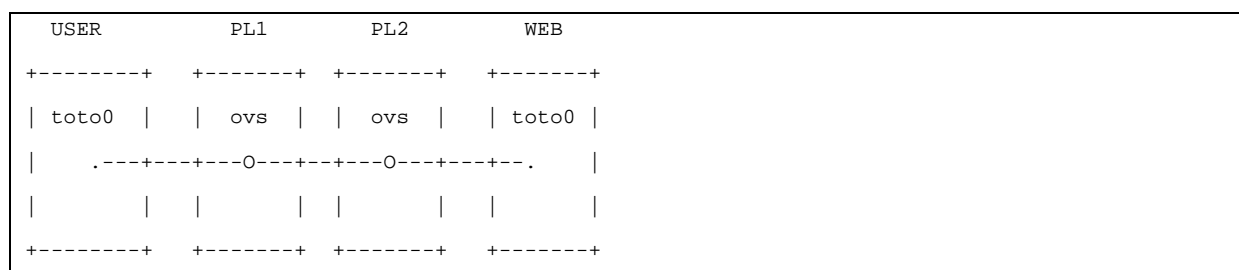 USER          PL1        PL2          WEB
+--------+   +-------+  +-------+   +-------+
| toto0  |   |  ovs  |  |  ovs  |   | toto0 |
|    .---+---+---O---+--+---O---+---+--.    |
|        |   |       |  |       |   |       |
+--------+   +-------+  +-------+   +-------+